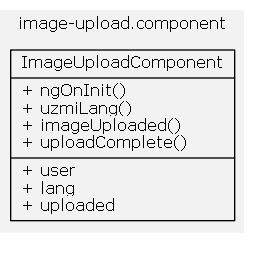 image-upload.component
ImageUploadComponent
+ ngOnInit()
+ uzmiLang()
+ imageUploaded()
+ uploadComplete()
+ user
+ lang
+ uploaded